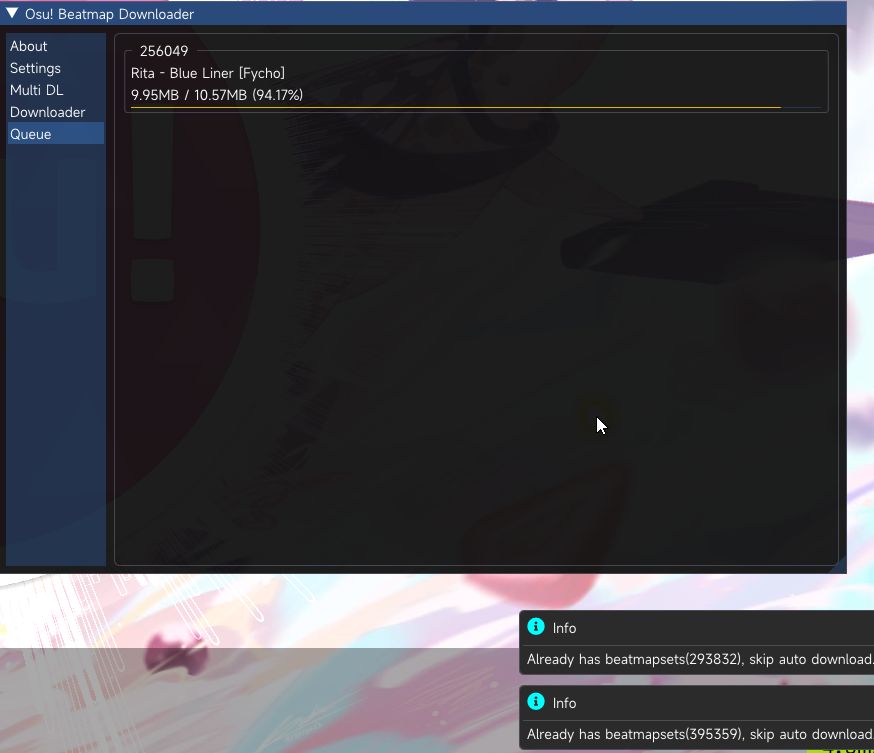 Osu! Beatmap Downloader
About
Settings
Multi DL
Downloader
Queue
256049
Rita - Blue Liner [Fycho]
9.95MB / 10.57MB (94.17%)
Info
Already has beatmapsets(293832), skip auto download.
Info
Already has beatmapsets(395359), skip auto download.